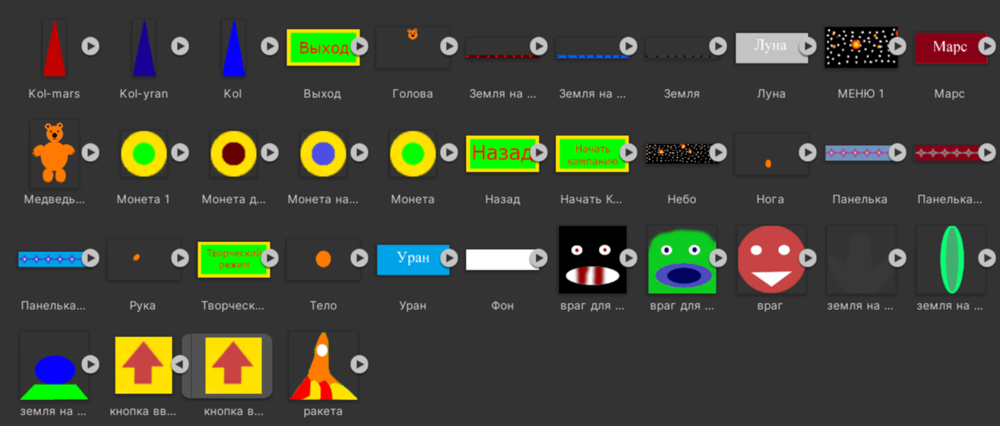 Выход
Луна
Марс
Kol-mars
Kol-yran
Kol
Выход
Голова
Земля на ...
Земля на ...
Земля
Луна
МЕНЮ 1
Марс
Назад
Начать
компанию
Медведь...
Монета 1
Монета д...
Монета на...
Монета
Назад
Начать К...
Небо
Нога
Панелька
Панелька...
Творческий
режим
Уран
Панелька...
Рука
Творческ...
Тело
Уран
Фон
враг для ...
враг для ...
враг
земля на ...
земля на ...
земля на ...
кнопка вв...
кнопка в...
ракета